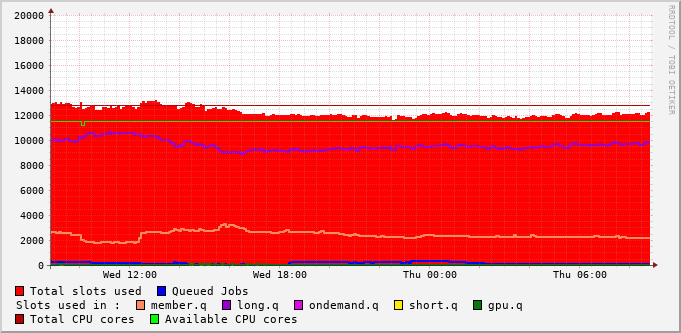 RRDTOOL / TOBI OETIKER
20000
18000
16000
14000
12000
10000
8000
6000
4000
2000
0
Wed 12:00 Wed 18:00 Thu 00:00 Thu 06:00
Total slots used Queued Jobs
Slots used in : member.q long.q ondemand.q short.q gpu.q
Total CPU cores Available CPU cores